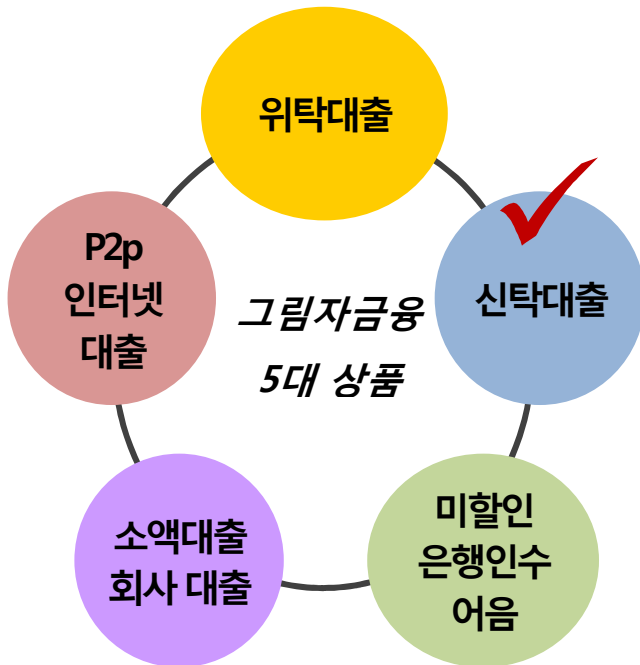 위탁대출
신탁대출
미할인
은행인수
어음
소액대출
회사 대출
P2p
인터넷
대출
그림자금융
5대 상품